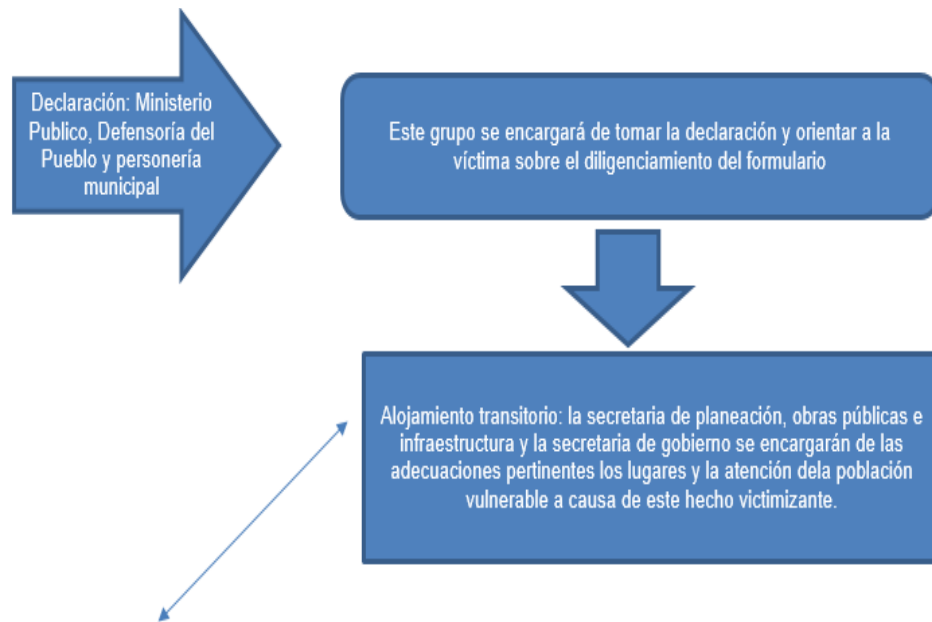 Declaración: Ministerio
Publico, Defensoría del
Pueblo y personería
municipal
Este grupo se encargará de tomar la declaración y orientar a la
víctima sobre el diligenciamiento del formulario
Alojamiento transitorio: la secretaria de planeación, obras públicas e
infraestructura y la secretaria de gobierno se encargarán de las
adecuaciones pertinentes los lugares y la atención dela población
vulnerable a causa de este hecho victimizante.